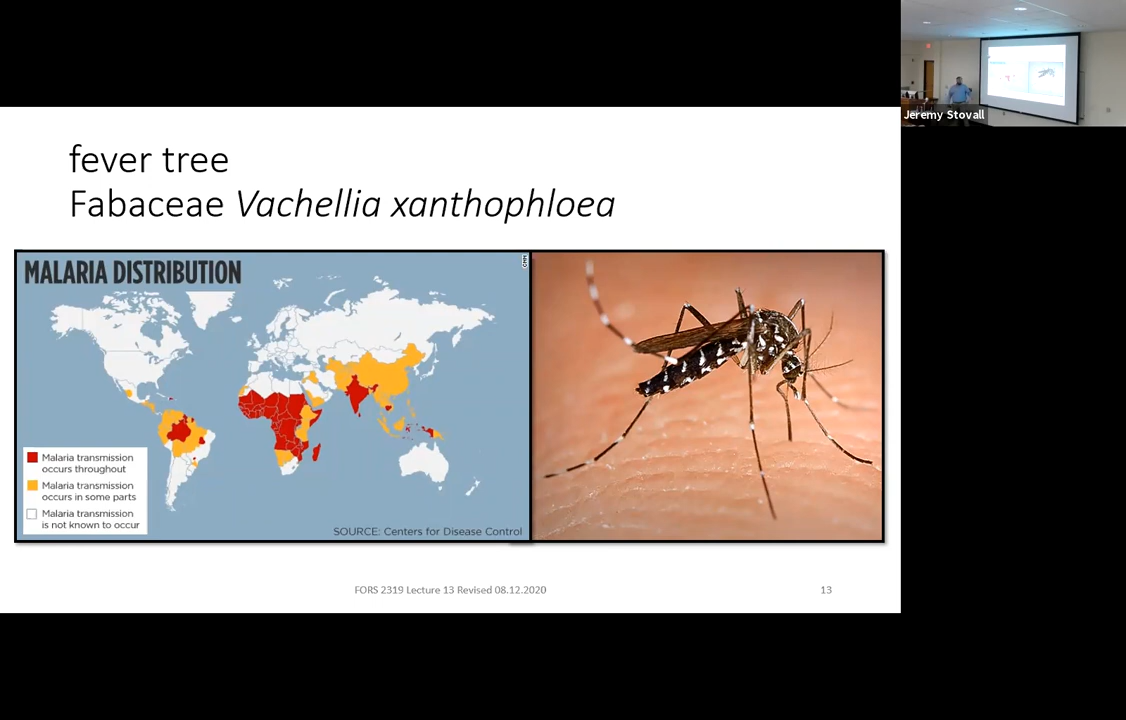 fever tree
Fabaceae Vachellia xanthophloea
MALARIA DISTRIBUTION
CNN
Malaria transmission
occurs throughout
Malaria transmission
occurs in some parts
Malaria transmission
is not known to occur
SOURCE: Centers for Disease Control
FORS 2319 Lecture 13 Revised 08.12.2020
13
Jeremy Stovall